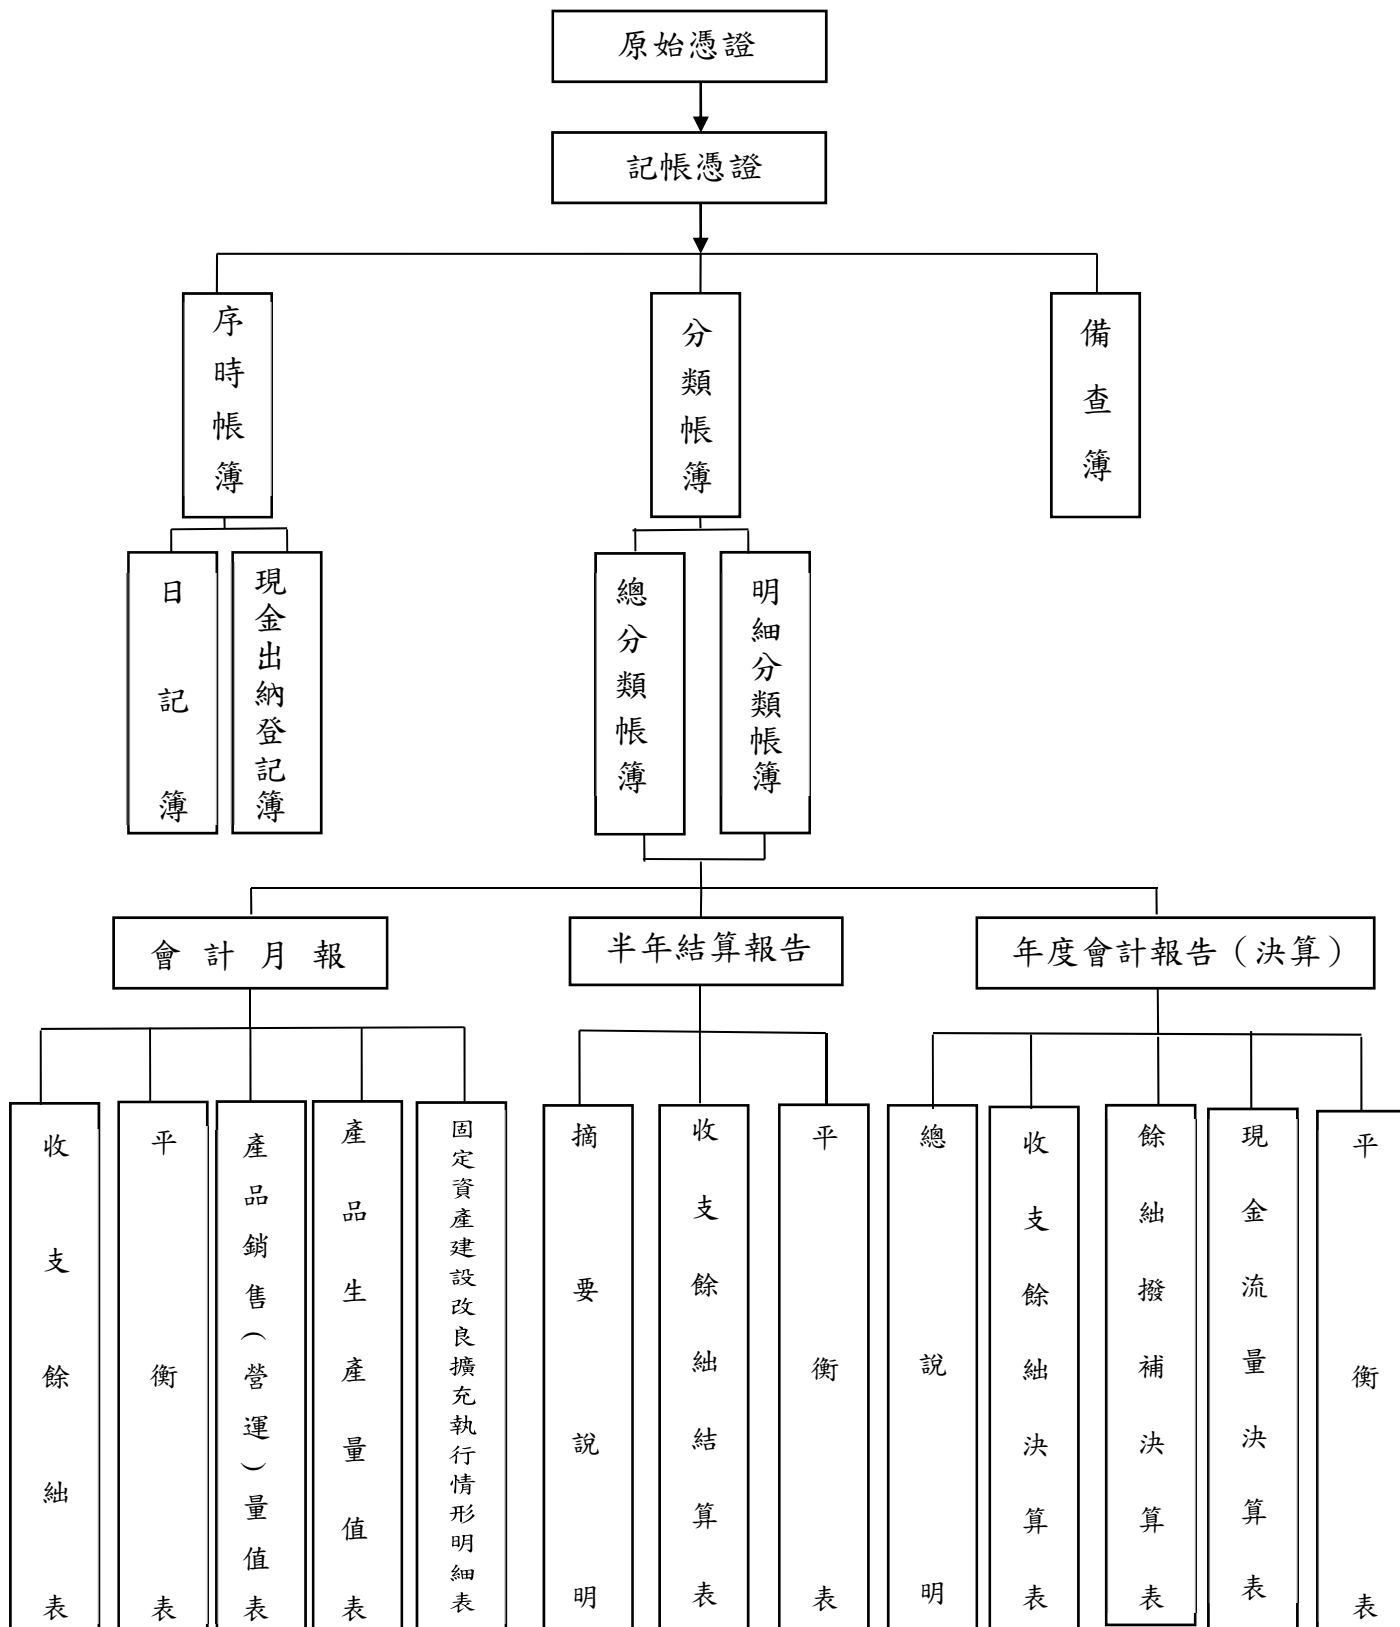 原始憑證
記帳憑證
序時帳簿
分類帳簿
備查簿
日記簿
現金出納登記簿
總分類帳簿
明細分類帳簿
會計月報
半年結算報告
年度會計報告（決算）
收支餘絀表
平衡表
產品銷售（營運）量值表
產品生產量值表
固定資產建設改良擴充執行情形明細表
摘要說明
收支餘絀結算表
平衡表
總說明
收支餘絀決算表
餘絀撥補決算表
現金流量決算表
平衡表